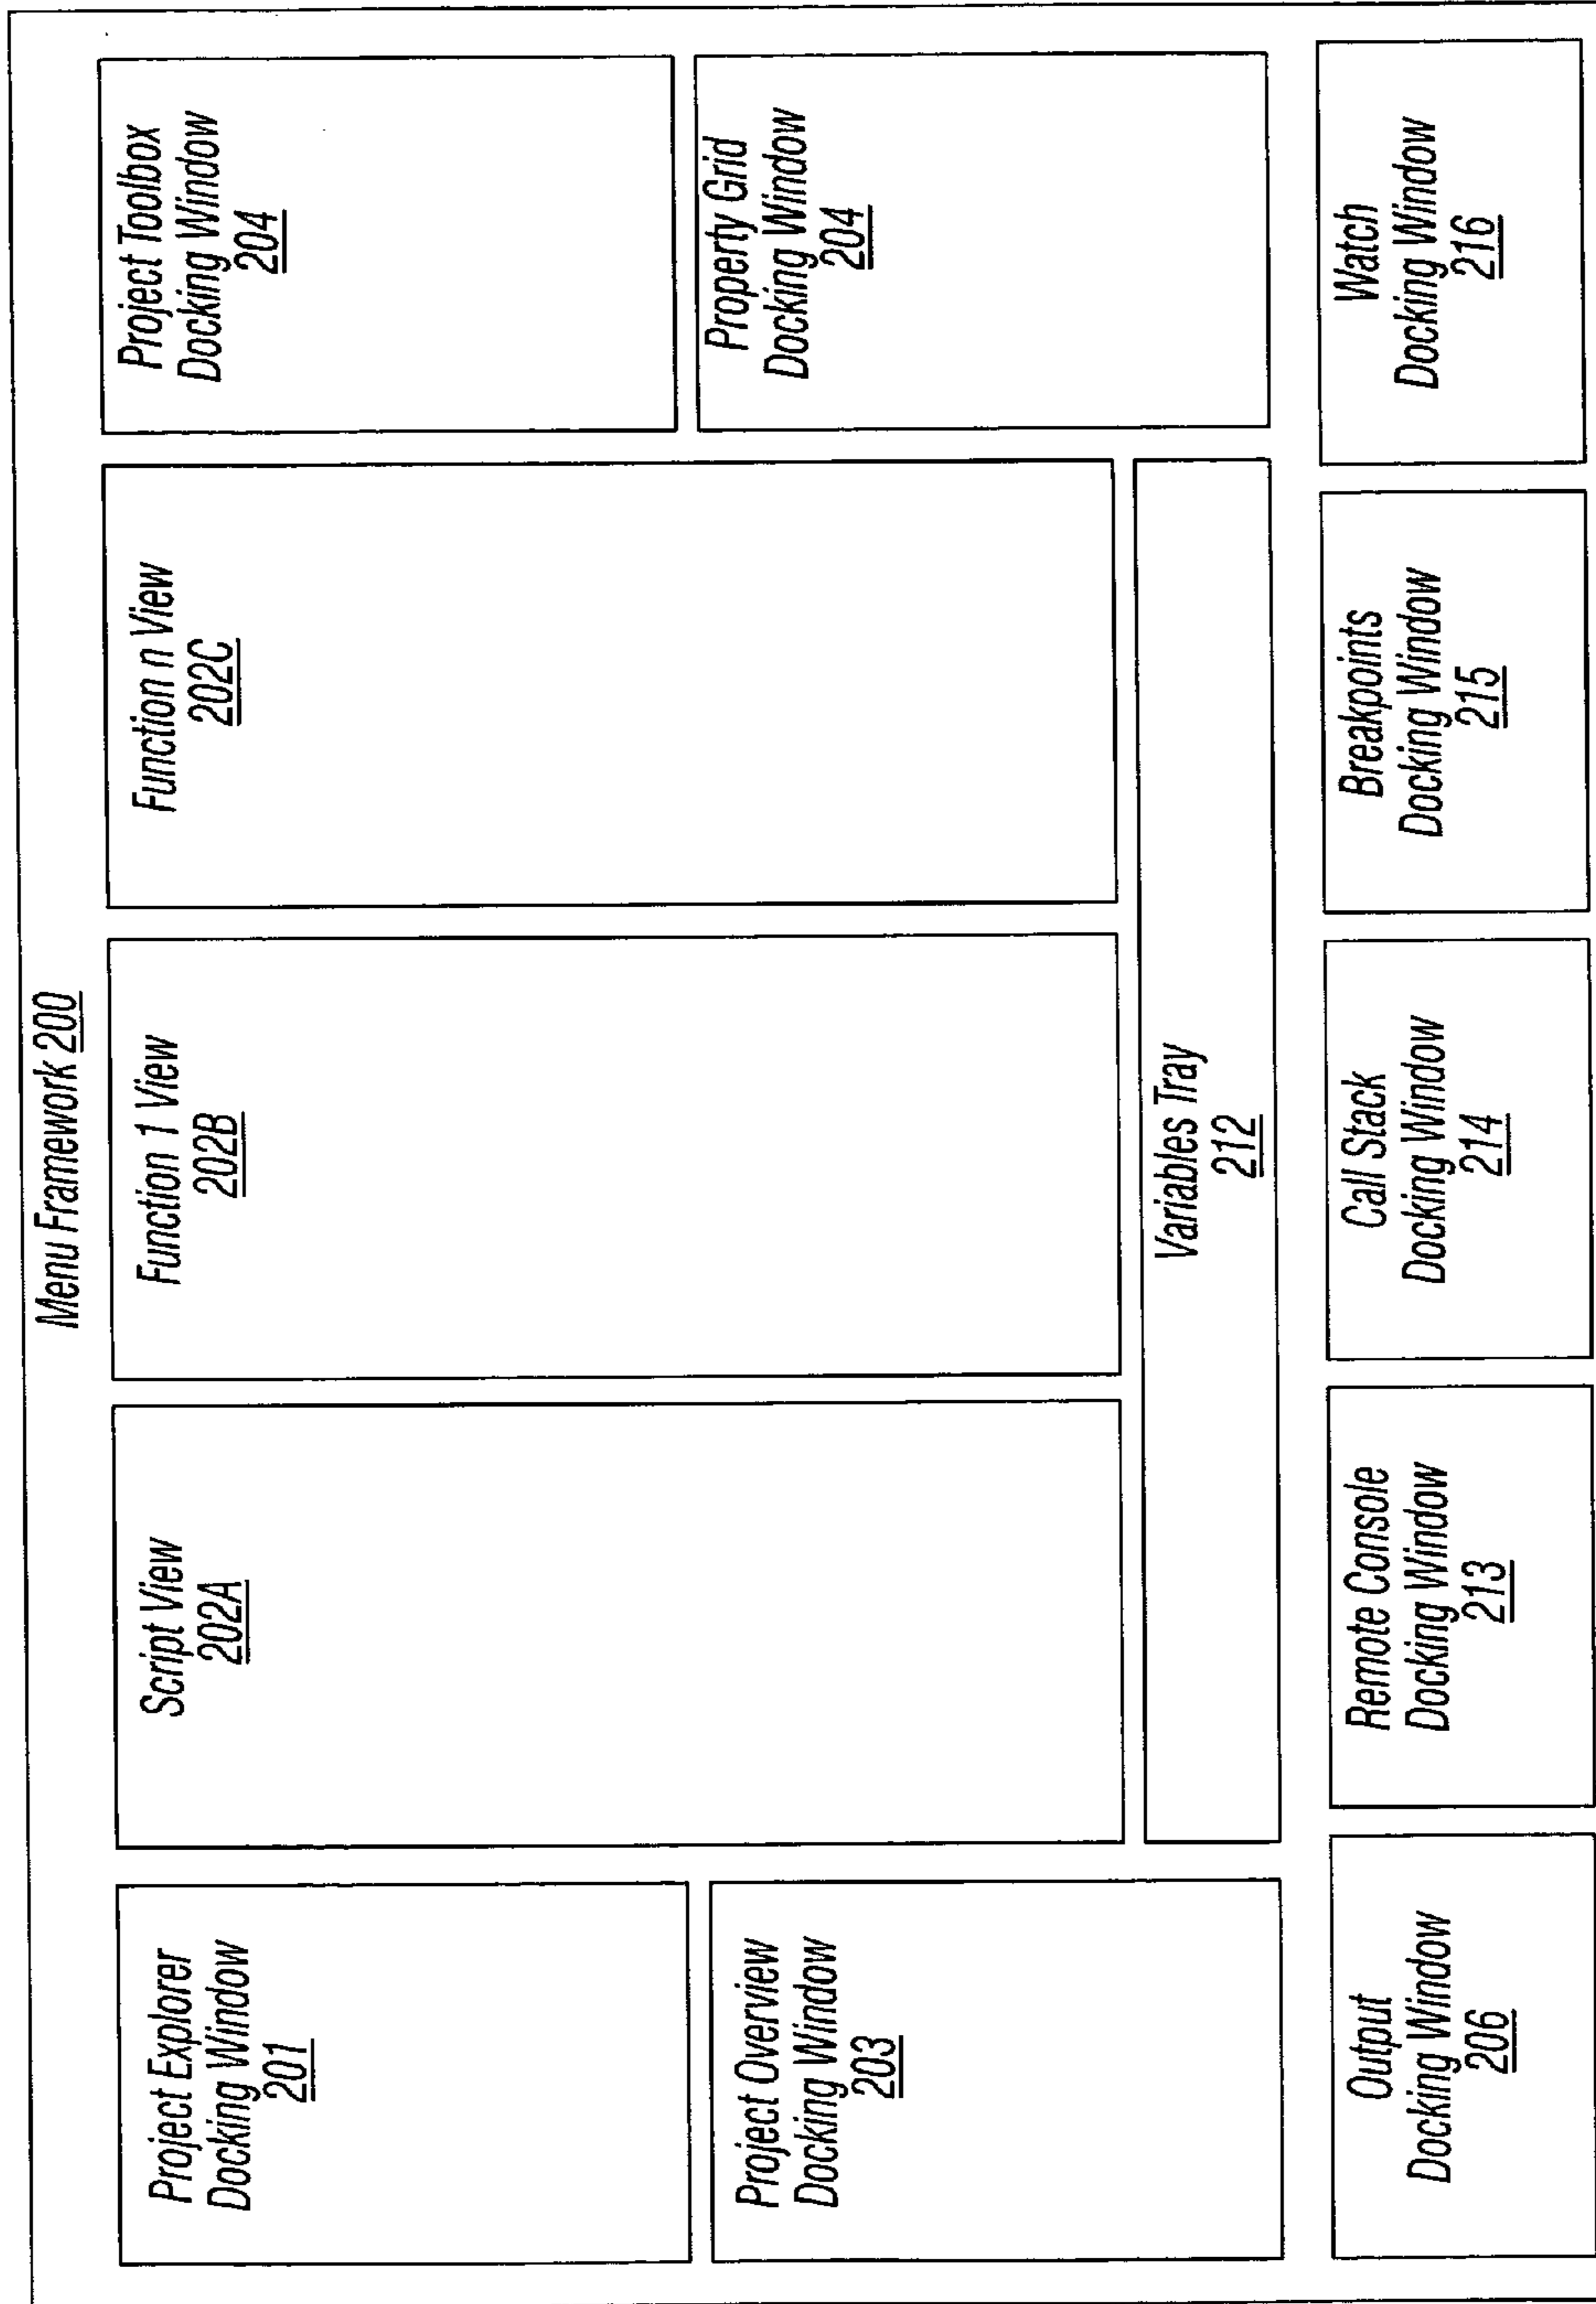 Menu Framework 200
Project Explorer
Docking Window
201
Script View
202A
Function 1 View
202B
Function n View
202C
Project Toolbox
Docking Window
204
Project Overview
Docking Window
203
Property Grid
Docking Window
204
Variables Tray
212
Output
Docking Window
206
Remote Console
Docking Window
213
Call Stack
Docking Window
214
Breakpoints
Docking Window
215
Watch
Docking Window
216